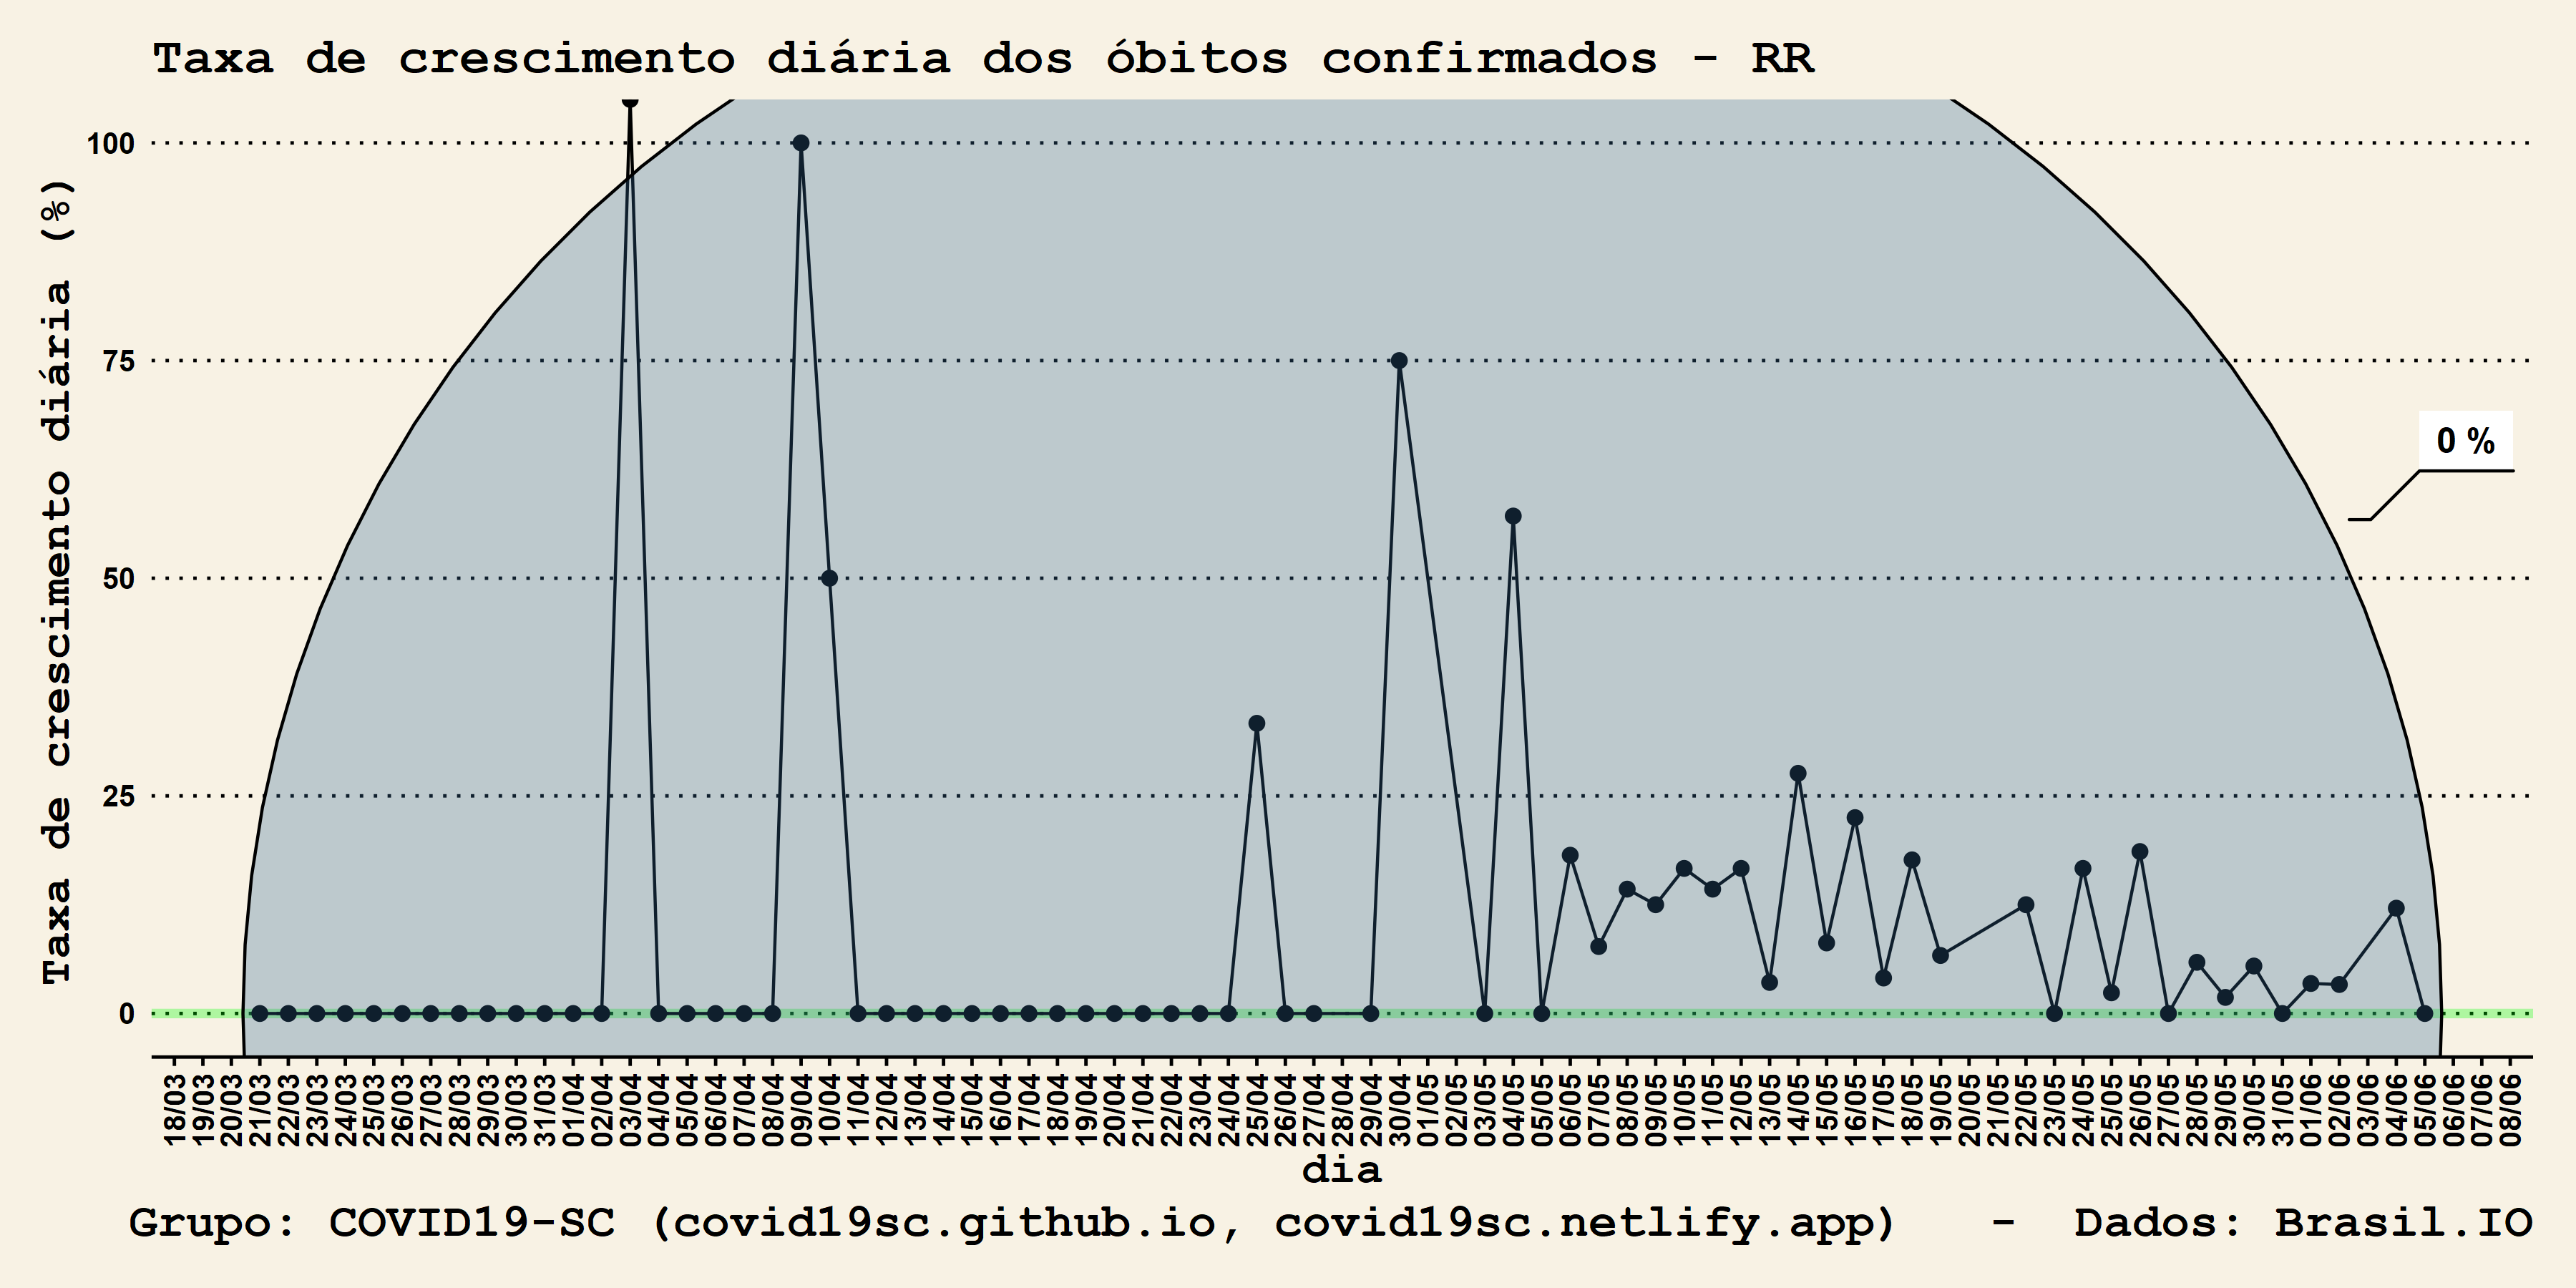 Taxa de crescimento diária dos óbitos confirmados - RR
Taxa de crescimento diária (%)
100
75
50
25
0
0 %
18/03 19/03 20/03 21/03 22/03 23/03 24/03 25/03 26/03 27/03 28/03 29/03 30/03 31/03 01/04 02/04 03/04 04/04 05/04 06/04 07/04 08/04 09/04 10/04 11/04 12/04 13/04 14/04 15/04 16/04 17/04 18/04 19/04 20/04 21/04 22/04 23/04 24/04 25/04 26/04 27/04 28/04 29/04 30/04 01/05 02/05 03/05 04/05 05/05 06/05 07/05 08/05 09/05 10/05 11/05 12/05 13/05 14/05 15/05 16/05 17/05 18/05 19/05 20/05 21/05 22/05 23/05 24/05 25/05 26/05 27/05 28/05 29/05 30/05 31/05 01/06 02/06 03/06 04/06 05/06 06/06 07/06 08/06
dia
Grupo: COVID19-SC (covid19sc.github.io, covid19sc.netlify.app) - Dados: Brasil.IO